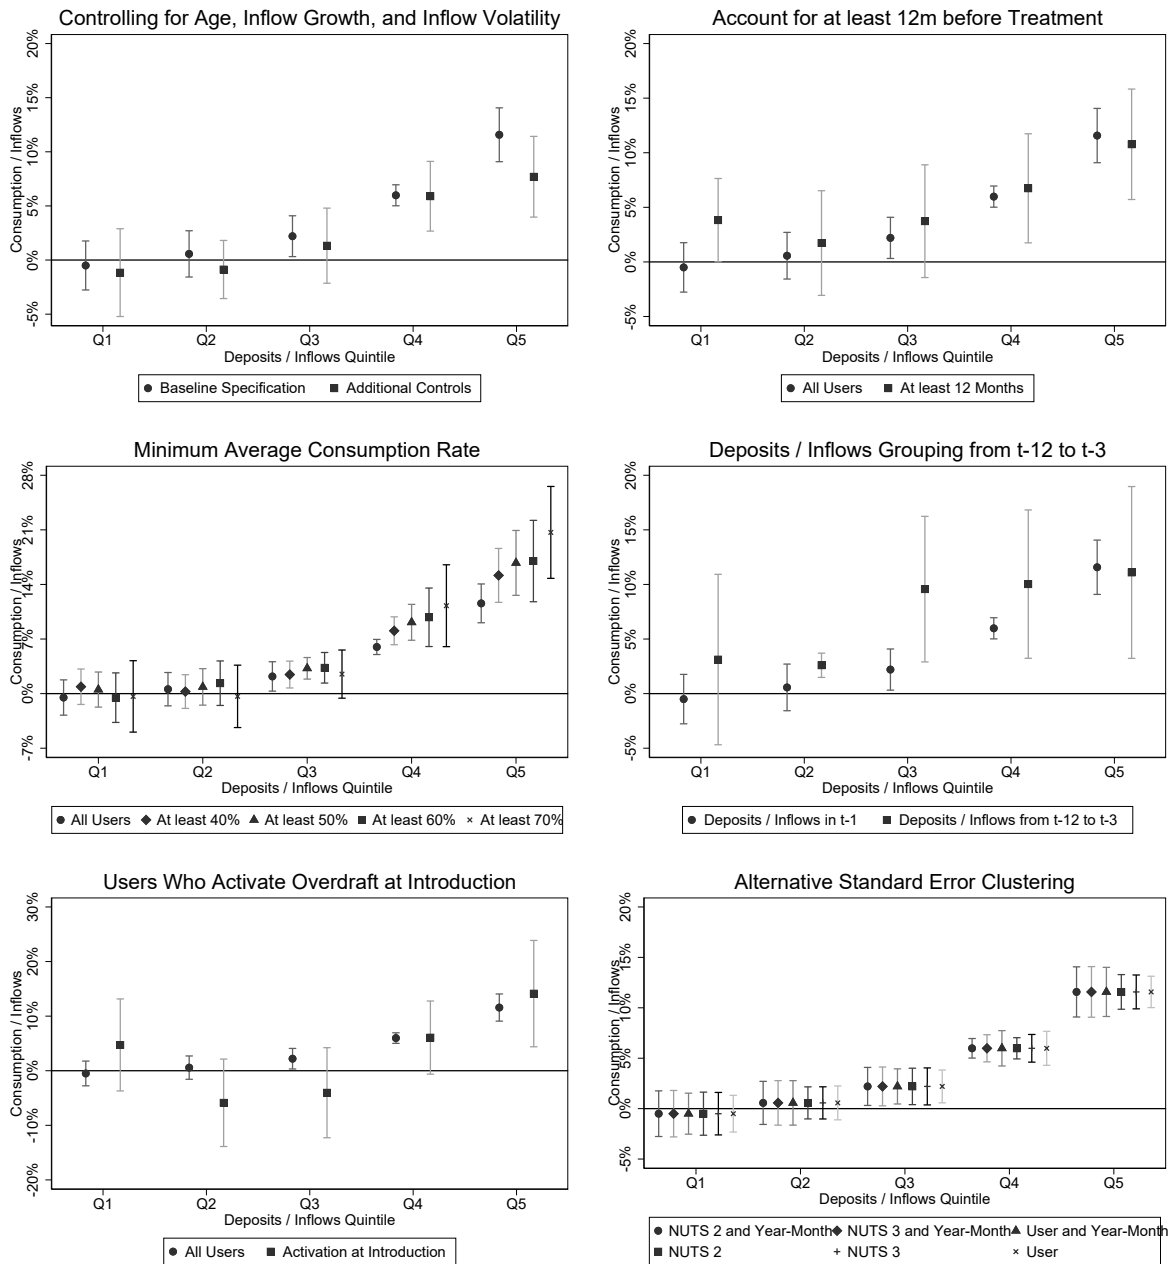 Controlling for Age, Inflow Growth, and Inflow Volatility
Consumption / Inflows
20%
15%
10%
5%
0%
-5%
Q1 Q2 Q3 Q4 Q5
Deposits / Inflows Quintile
Baseline Specification Additional Controls
Account for at least 12m before Treatment
Consumption / Inflows
20%
15%
10%
5%
0%
-5%
Q1 Q2 Q3 Q4 Q5
Deposits / Inflows Quintile
All Users At least 12 Months
Minimum Average Consumption Rate
Consumption / Inflows
28%
21%
14%
7%
0%
-7%
Q1 Q2 Q3 Q4 Q5
Deposits / Inflows Quintile
All Users At least 40% At least 50% At least 60% At least 70%
Deposits / Inflows Grouping from t-12 to t-3
Consumption / Inflows
20%
15%
10%
5%
0%
-5%
Q1 Q2 Q3 Q4 Q5
Deposits / Inflows Quintile
Deposits / Inflows in t-1 Deposits / Inflows from t-12 to t-3
Users Who Activate Overdraft at Introduction
Consumption / Inflows
30%
20%
10%
0%
-10%
-20%
Q1 Q2 Q3 Q4 Q5
Deposits / Inflows Quintile
All Users Activation at Introduction
Alternative Standard Error Clustering
Consumption / Inflows
20%
15%
10%
5%
0%
-5%
Q1 Q2 Q3 Q4 Q5
Deposits / Inflows Quintile
NUTS 2 and Year-Month NUTS 3 and Year-Month User and Year-Month
NUTS 2 NUTS 3 User